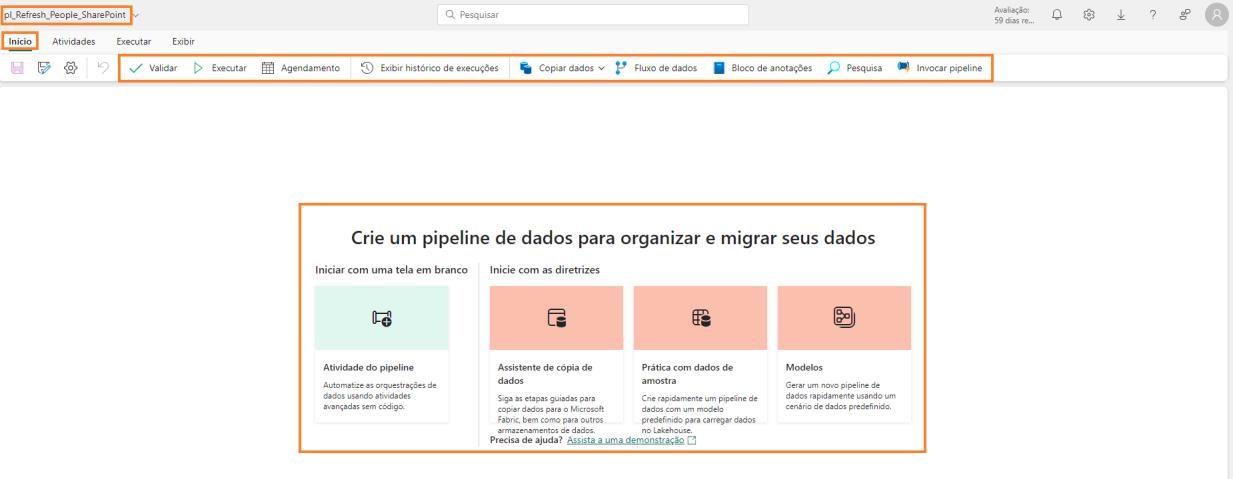 pl_Refresh_People_SharePoint
Pesquisar
Avaliação:
59 dias re...
Início Atividades Executar Exibir
Validar Executar Agendamento Exibir histórico de execuções Copiar dados Fluxo de dados Bloco de anotações Pesquisa Invocar pipeline
Crie um pipeline de dados para organizar e migrar seus dados
Iniciar com uma tela em branco
Atividade do pipeline
Automatize as orquestrações de
dados usando atividades
avançadas sem código.
Inicie com as diretrizes
Assistente de cópia de
dados
Siga as etapas guiadas para
copiar dados para o Microsoft
Fabric, bem como para outros
armazenamentos de dados.
Prática com dados de
amostra
Crie rapidamente um pipeline de
dados com um modelo
predefinido para carregar dados
no Lakehouse.
Modelos
Gerar um novo pipeline de
dados rapidamente usando um
cenário de dados predefinido.
Precisa de ajuda? Assista a uma demonstração